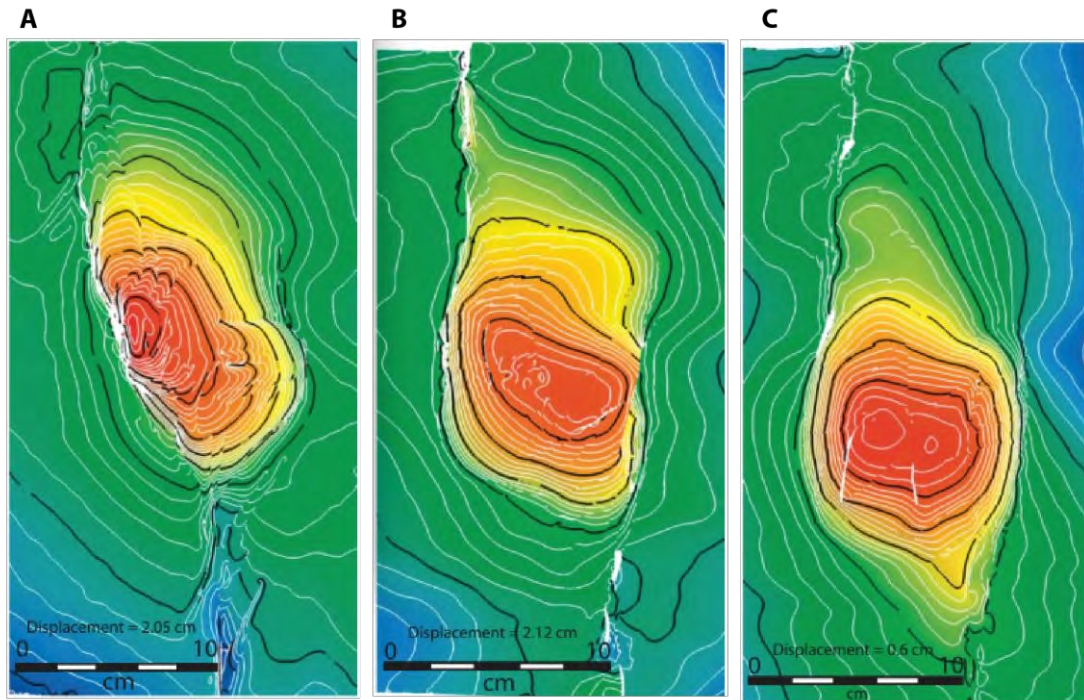 A
B
C
Displacement = 2.05 cm
0 10
cm
Displacement = 2.12 cm
0 10
cm
Displacement = 0.6 cm
0 10
cm